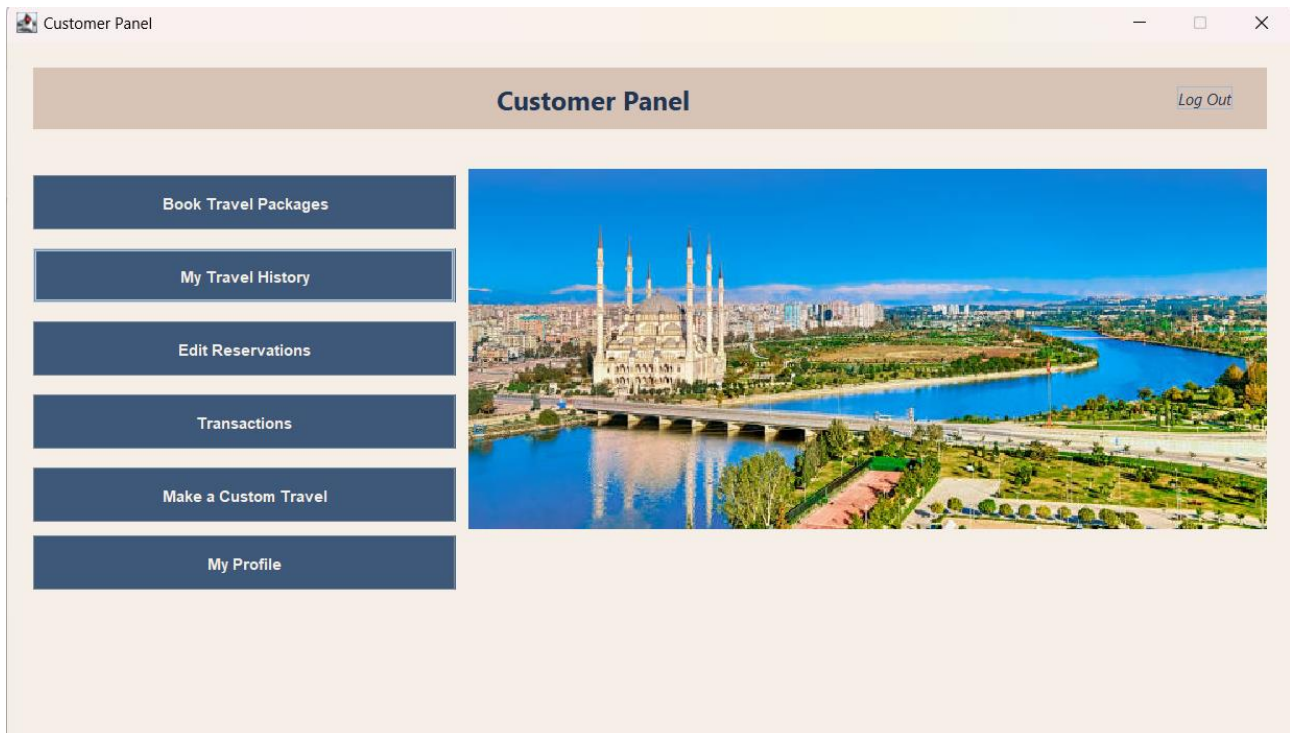 Customer Panel
Customer Panel
Log Out
Book Travel Packages
My Travel History
Edit Reservations
Transactions
Make a Custom Travel
My Profile